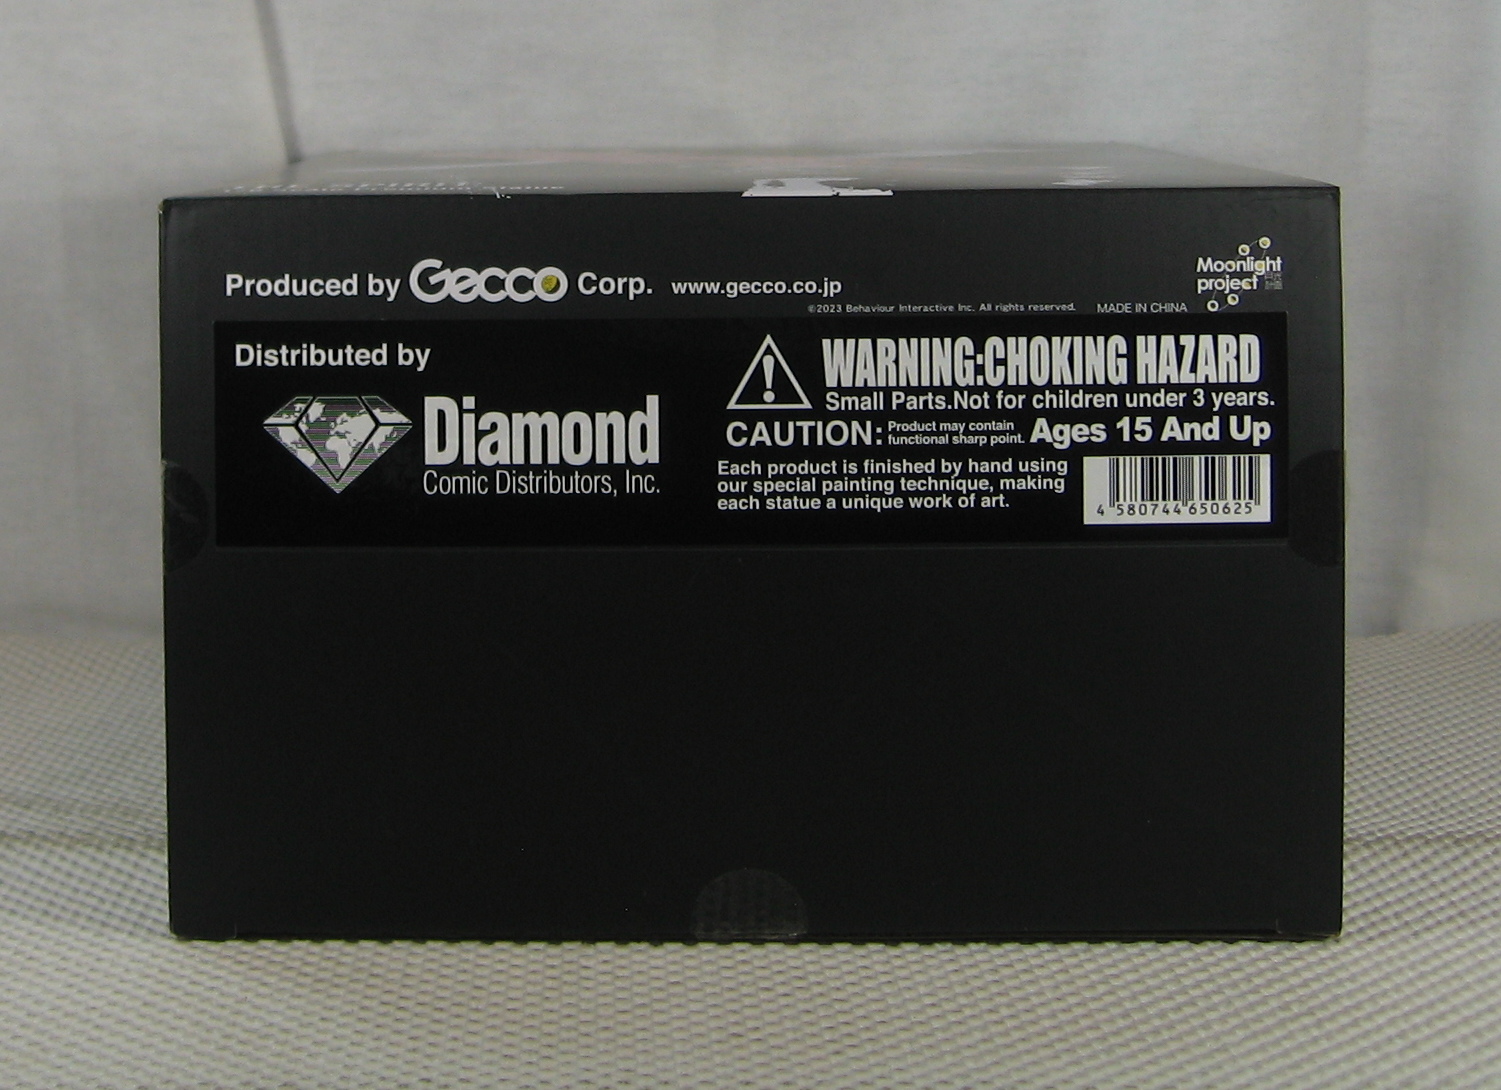 Produced by Gecco Corp. www.gecco.co.jp
©2023 Behaviour Interactive Inc. All rights reserved. MADE IN CHINA
Moonlight
project
Distributed by
Diamond
Comic Distributors, Inc.
WARNING:CHOKING HAZARD
Small Parts.Not for children under 3 years.
CAUTION: Product may contain
functional sharp point. Ages 15 And Up
Each product is finished by hand using
our special painting technique, making
each statue a unique work of art.
4 580744 650625